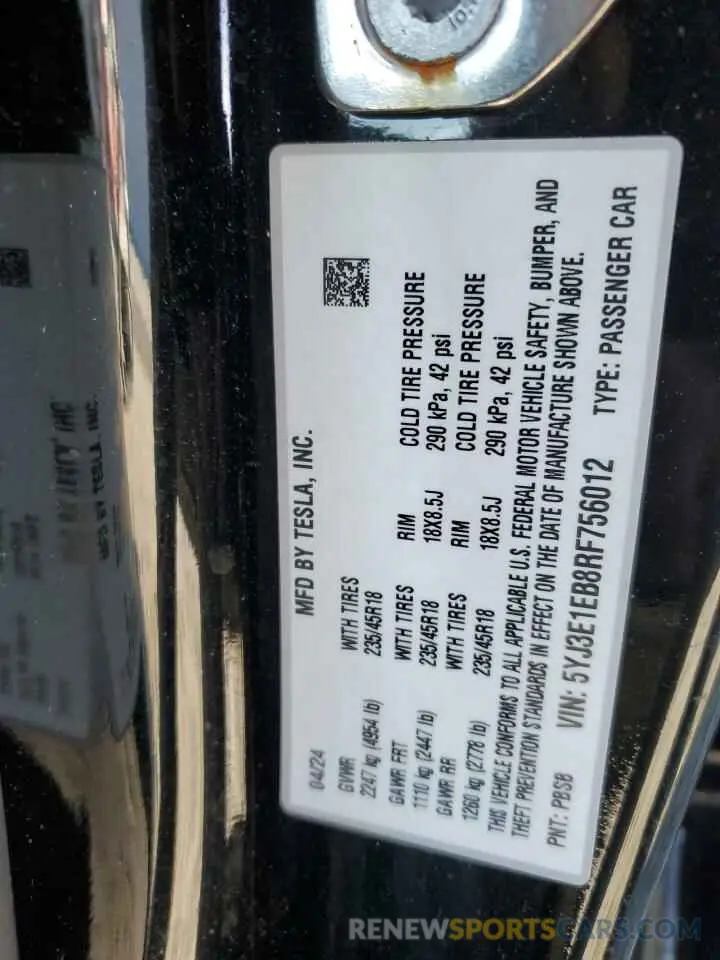 MFD BY TESLA, INC.
04/24
GVWR WITH TIRES
2247 kg (4954 lb) 235/45R18
GAWR FRT WITH TIRES RIM COLD TIRE PRESSURE
1110 kg (2447 lb) 235/45R18 18X8.5J 290 kPa, 42 psi
GAWR RR WITH TIRES RIM COLD TIRE PRESSURE
1260 kg (2778 lb) 235/45R18 18X8.5J 290 kPa, 42 psi
THIS VEHICLE CONFORMS TO ALL APPLICABLE U.S. FEDERAL MOTOR VEHICLE SAFETY, BUMPER, AND
THEFT PREVENTION STANDARDS IN EFFECT ON THE DATE OF MANUFACTURE SHOWN ABOVE.
PNT: PBSB VIN: 5YJ3E1EB8RF756012 TYPE: PASSENGER CAR
MFD BY TESLA, INC.
RENEWSPORTSCARS.COM